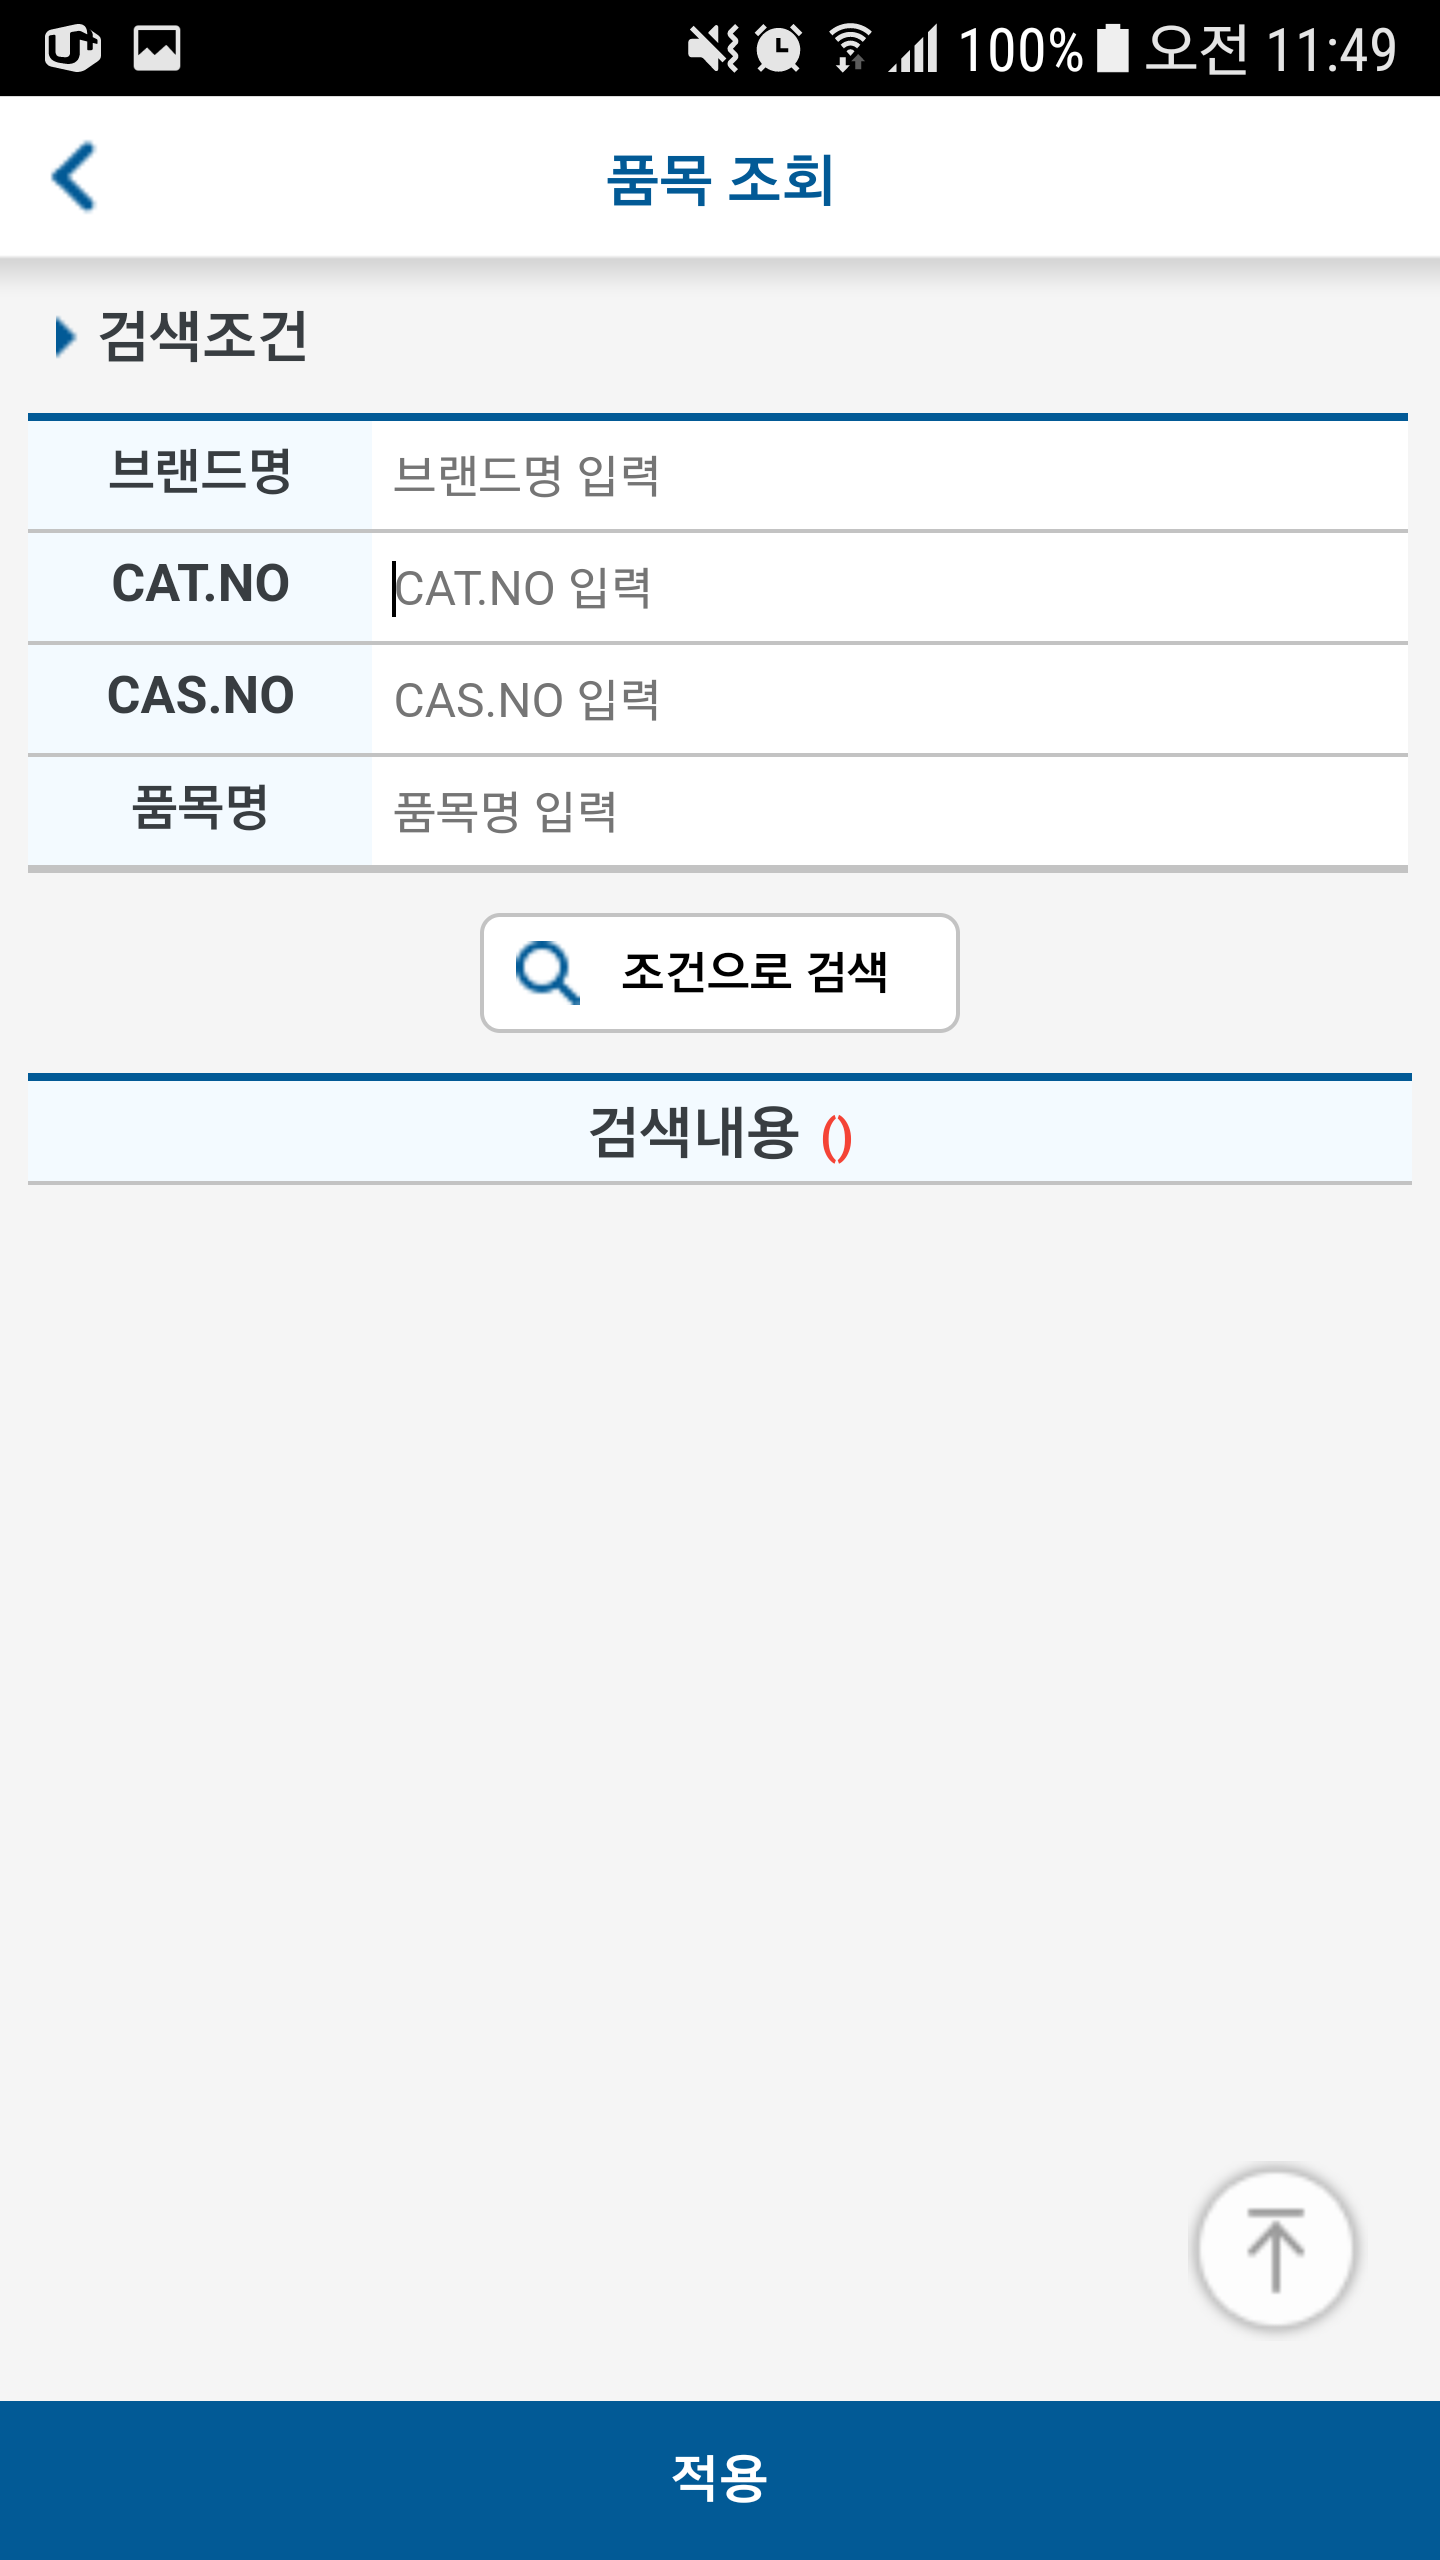 100% 오전 11:49
품목 조회
검색조건
브랜드명 브랜드명 입력
CAT.NO CAT.NO 입력
CAS.NO CAS.NO 입력
품목명 품목명 입력
조건으로 검색
검색내용 ()
적용